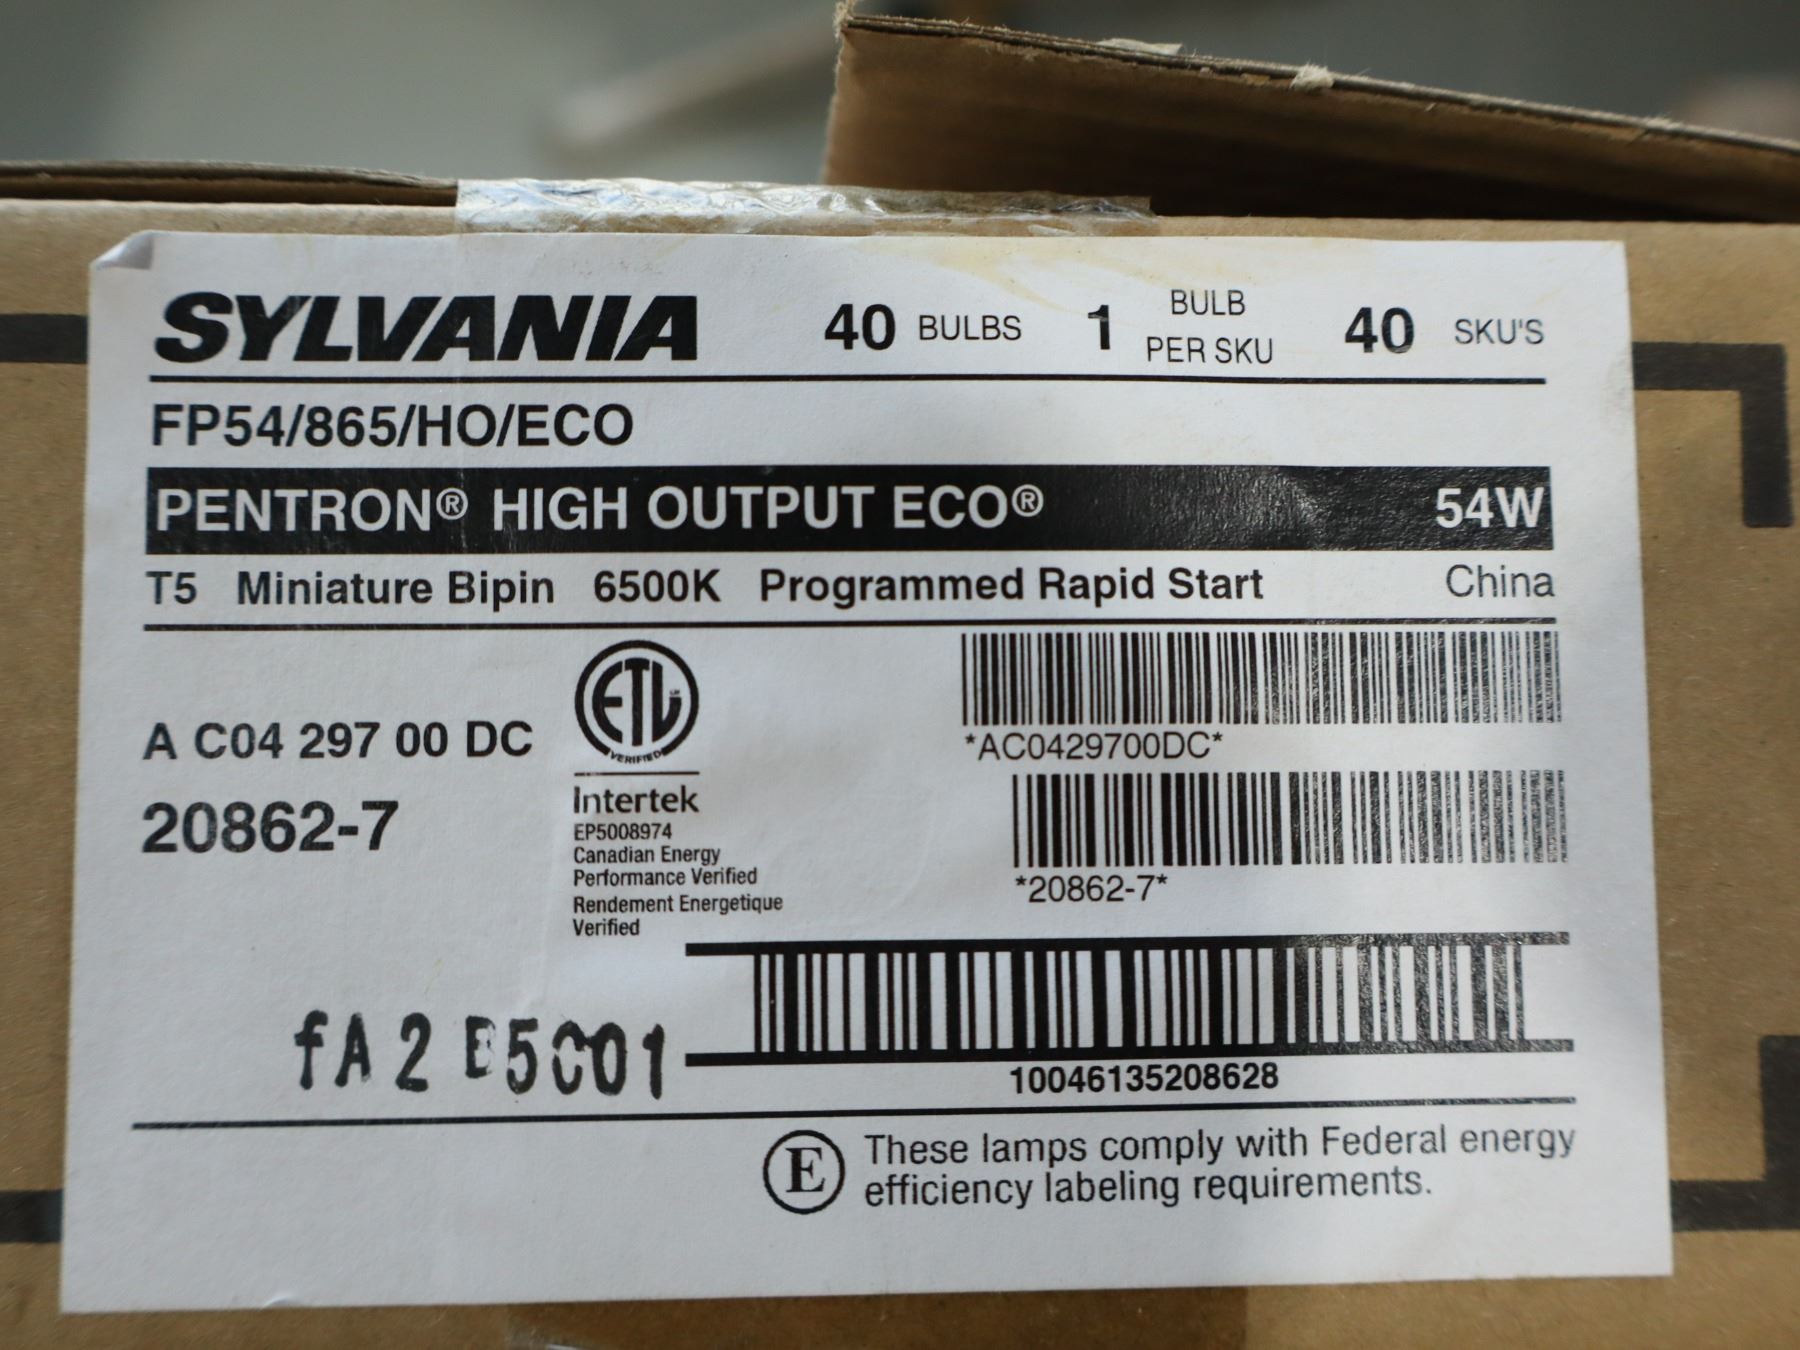 SYLVANIA 40 BULBS 1 BULB PER SKU 40 SKU'S
FP54/865/HO/ECO
PENTRON® HIGH OUTPUT ECO® 54W
T5 Miniature Bipin 6500K Programmed Rapid Start China
A C04 297 00 DC
20862-7
ETL
VERIFIED
Intertek
EP5008974
Canadian Energy
Performance Verified
Rendement Energetique
Verified
*AC0429700DC*
*20862-7*
10046135208628
fA2
E These lamps comply with Federal energy
efficiency labeling requirements.